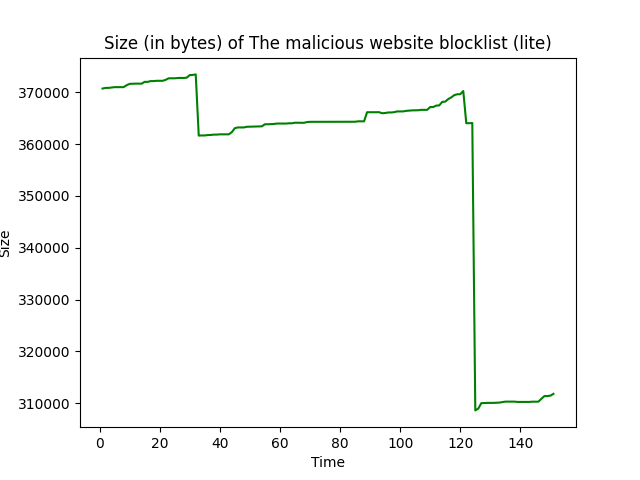 Size (in bytes) of The malicious website blocklist (lite)
370000
360000
350000
340000
330000
320000
310000
Size
0 20 40 60 80 100 120 140
Time